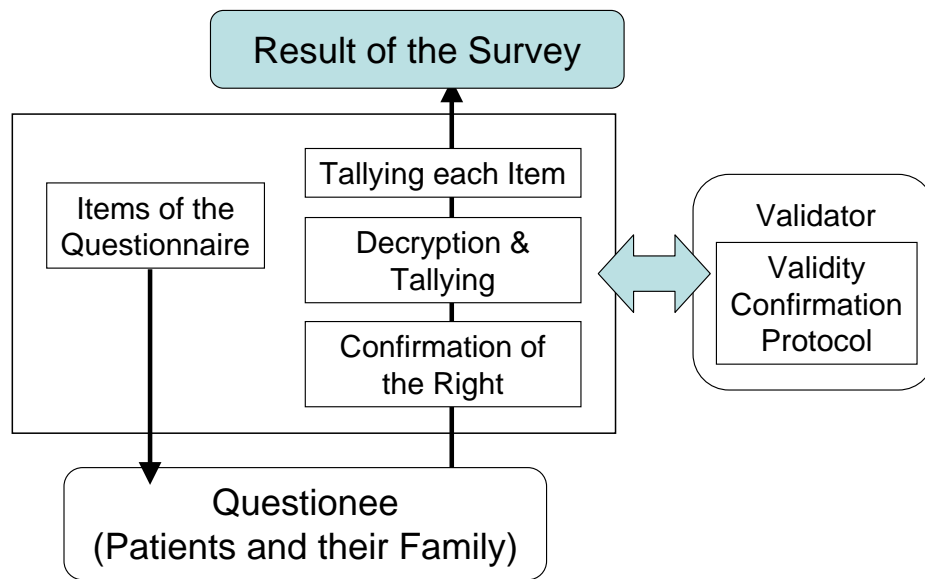 Result of the Survey
Tallying each Item
Items of the
Questionnaire
Decryption &
Tallying
Confirmation of
the Right
Validator
Validity
Confirmation
Protocol
Questionee
(Patients and their Family)